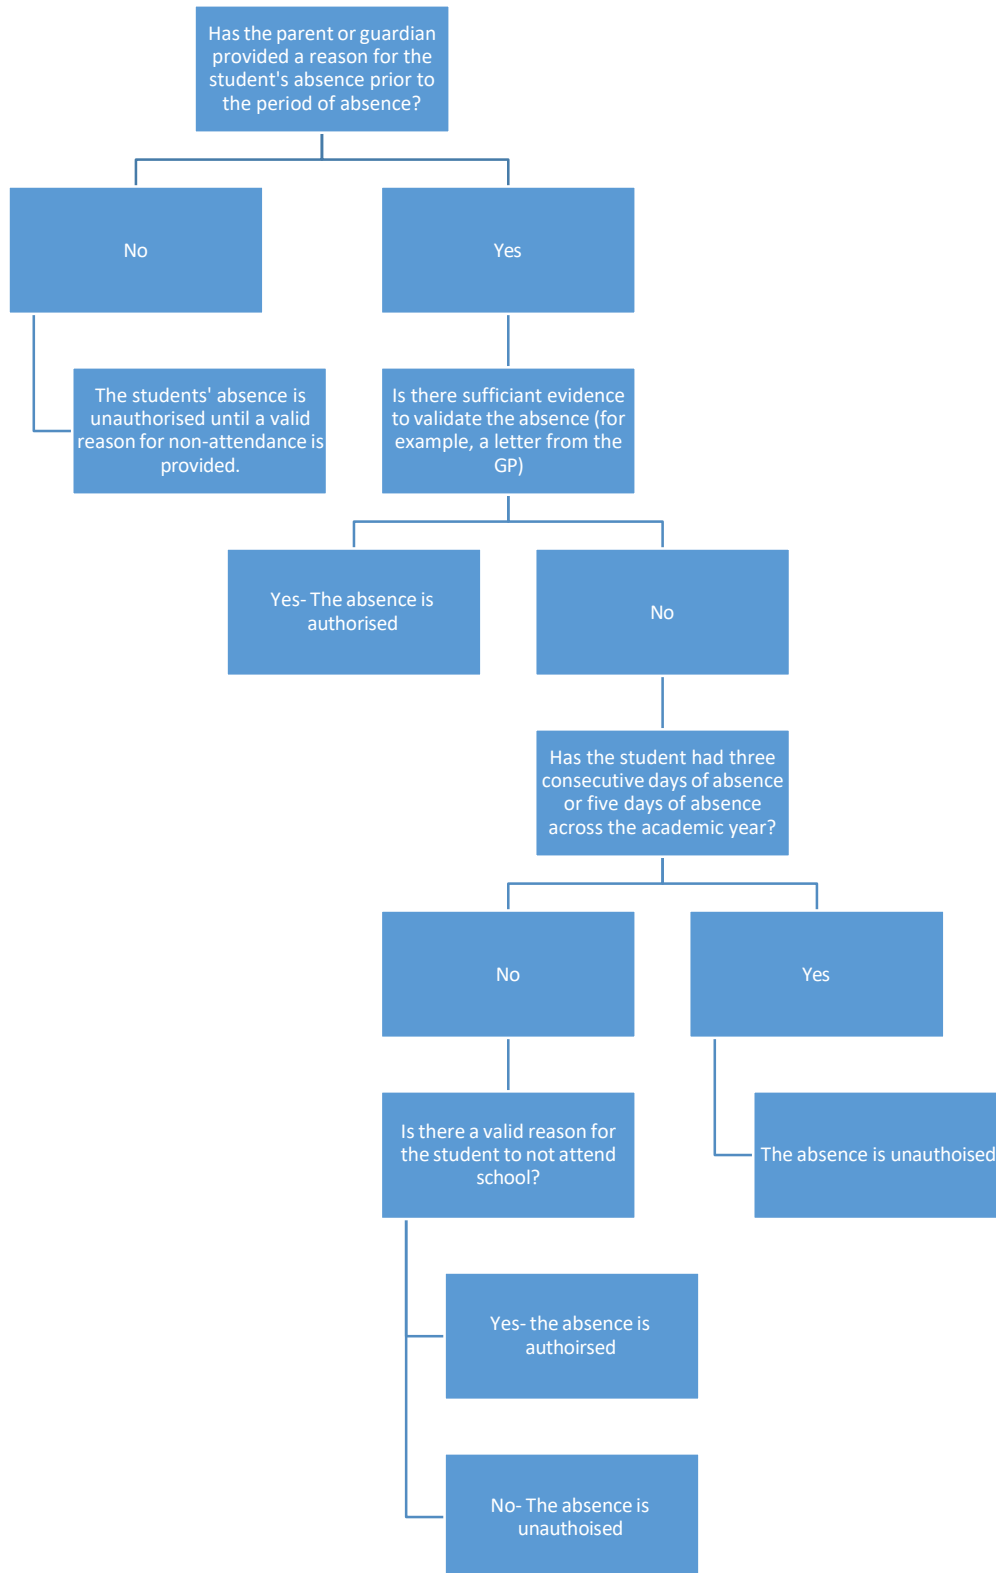 Has the parent or guardian
provided a reason for the
student's absence prior to
the period of absence?
No
Yes
The students' absence is
unauthorised until a valid
reason for non-attendance is
provided.
Is there sufficiant evidence
to validate the absence (for
example, a letter from the
GP)
Yes- The absence is
authorised
No
Has the student had three
consecutive days of absence
or five days of absence
across the academic year?
No
Yes
Is there a valid reason for
the student to not attend
school?
The absence is unauthoised
Yes- the absence is
authoirsed
No- The absence is
unauthoised